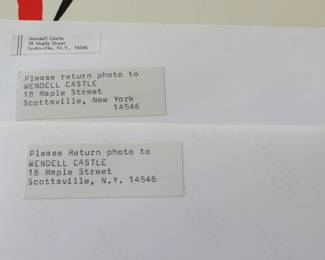 Wendell Castle
18 Maple Street
Scottsville, N.Y. 14546
Please return photo to
WENDELL CASTLE
18 Maple Street
Scottsville, New York
14546
Please Return photo to
WENDELL CASTLE
18 Maple Street
Scottsville, N.Y. 14546